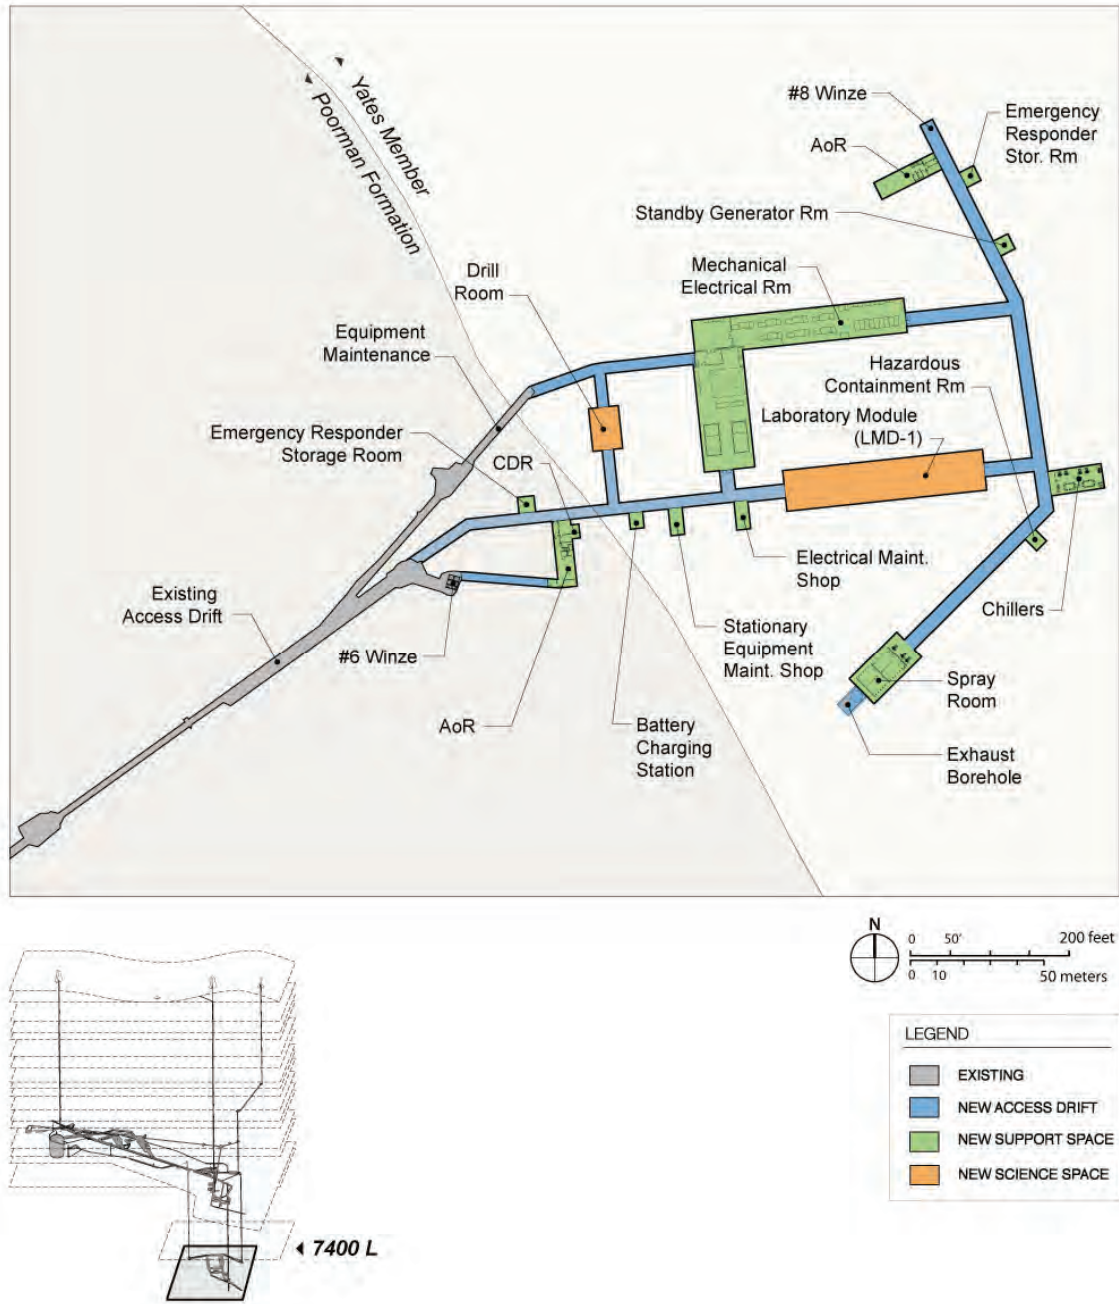 Yates Member
Poorman Formation
#8 Winze
Emergency
Responder
Stor. Rm
AoR
Standby Generator Rm
Drill
Room
Mechanical
Electrical Rm
Equipment
Maintenance
Hazardous
Containment Rm
Laboratory Module
(LMD-1)
Emergency Responder
Storage Room
CDR
Electrical Maint.
Shop
Chillers
Existing
Access Drift
#6 Winze
Stationary
Equipment
Maint. Shop
Spray
Room
AoR
Battery
Charging
Station
Exhaust
Borehole
N
0 50' 200 feet
0 10 50 meters
LEGEND
EXISTING
NEW ACCESS DRIFT
NEW SUPPORT SPACE
NEW SCIENCE SPACE
7400 L